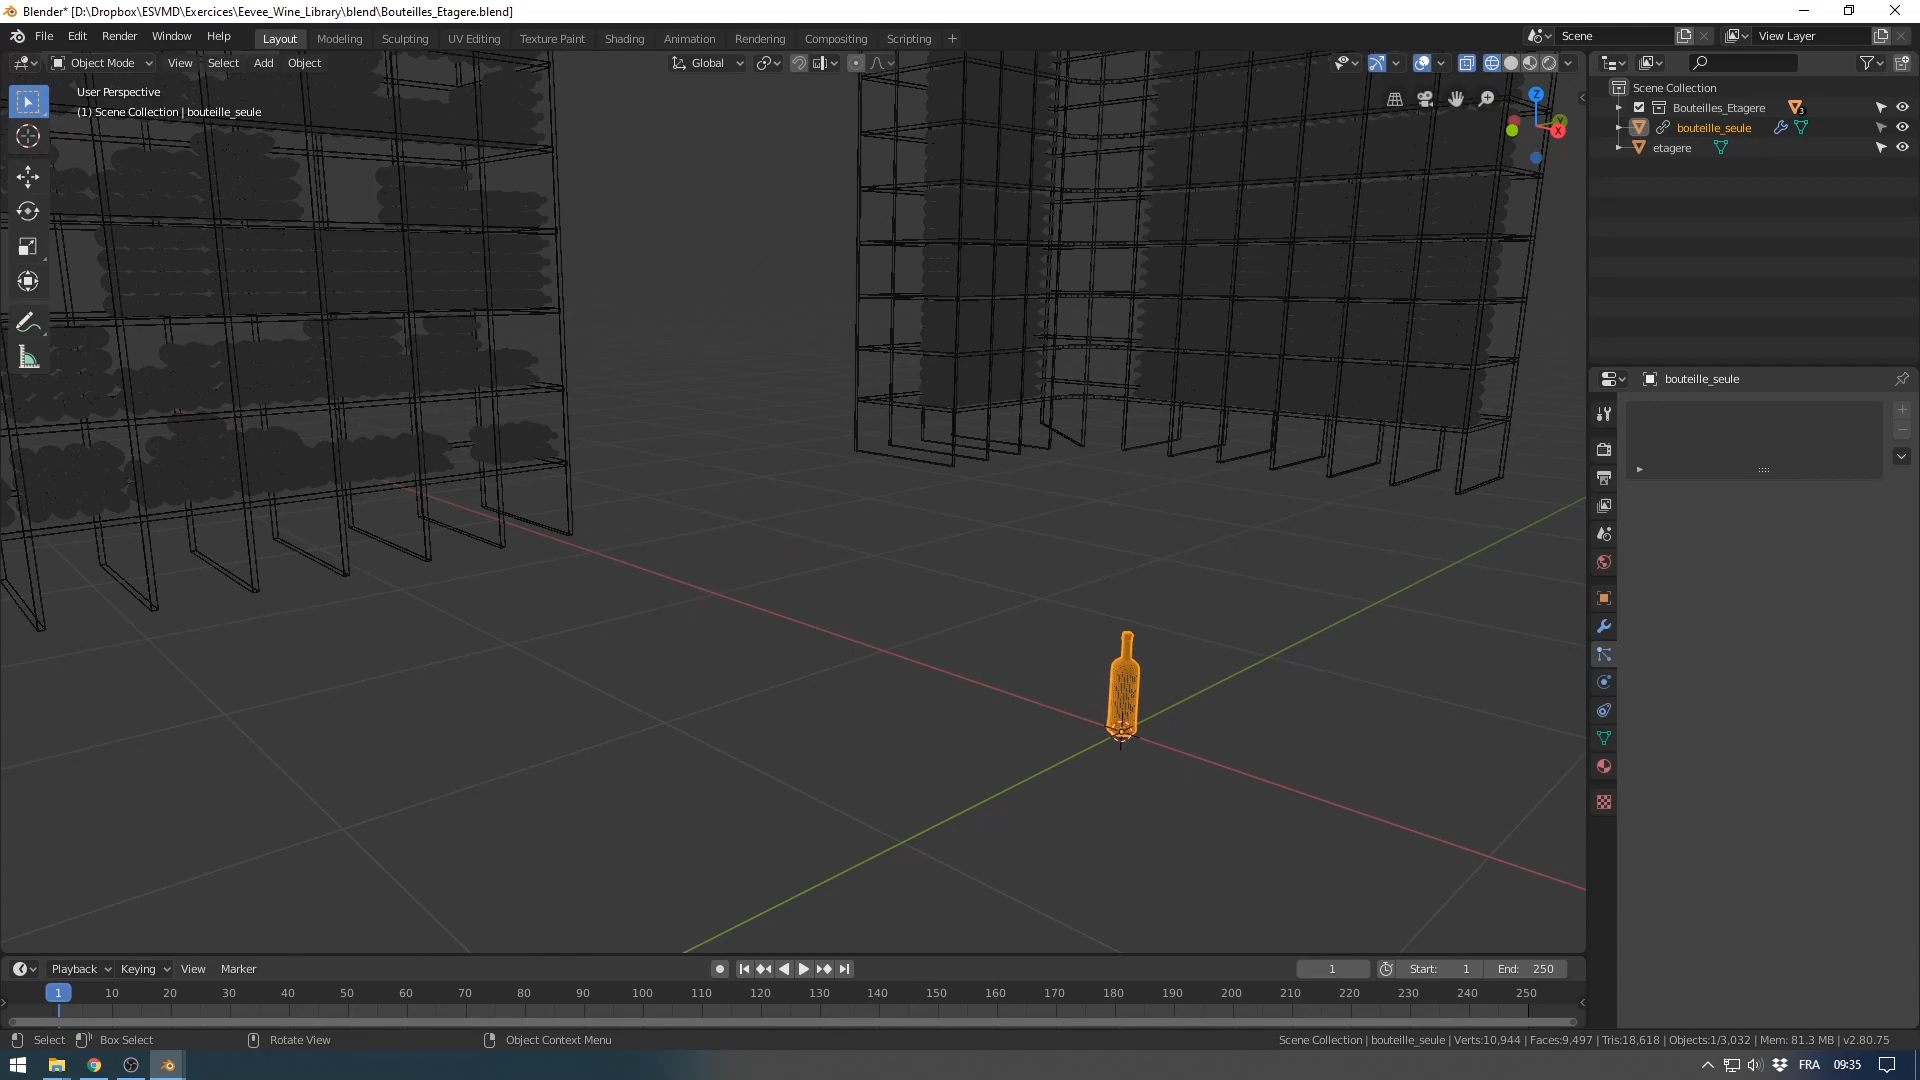 Blender* [D:\Dropbox\ESVMD\Exercices\Eevee_Wine_Library\blend\Bouteilles_Etagere.blend]
File Edit Render Window Help Layout Modeling Sculpting UV Editing Texture Paint Shading Animation Rendering Compositing Scripting + Scene View Layer
Object Mode View Select Add Object Global
User Perspective
(1) Scene Collection | bouteille_seule
Z
Y
X
Scene Collection
Bouteilles_Etagere 3
bouteille_seule
etagere
bouteille_seule
Playback Keying View Marker 1 Start: 1 End: 250
1 10 20 30 40 50 60 70 80 90 100 110 120 130 140 150 160 170 180 190 200 210 220 230 240 250
Select Box Select Rotate View Object Context Menu Scene Collection | bouteille_seule | Verts:10,944 | Faces:9,497 | Tris:18,618 | Objects:1/3,032 | Mem: 81.3 MB | v2.80.75
FRA 09:35